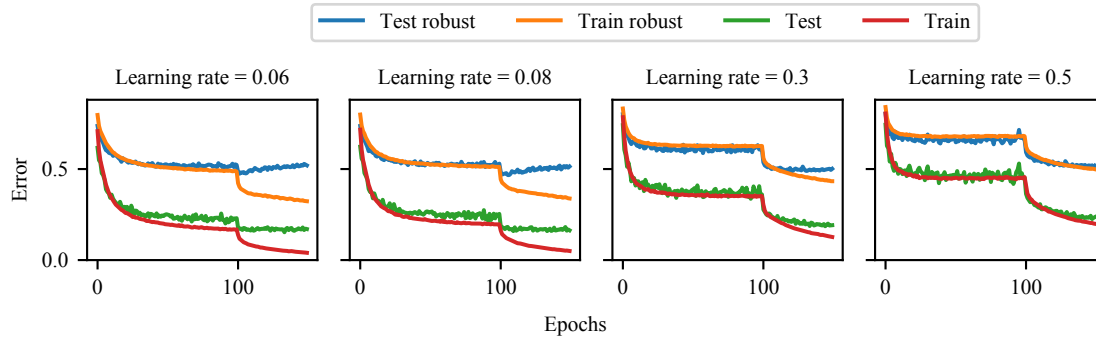 Test robust Train robust Test Train
Learning rate = 0.06 Learning rate = 0.08 Learning rate = 0.3 Learning rate = 0.5
Error
0.5
0.0
0 100 0 100 0 100 0 100
Epochs